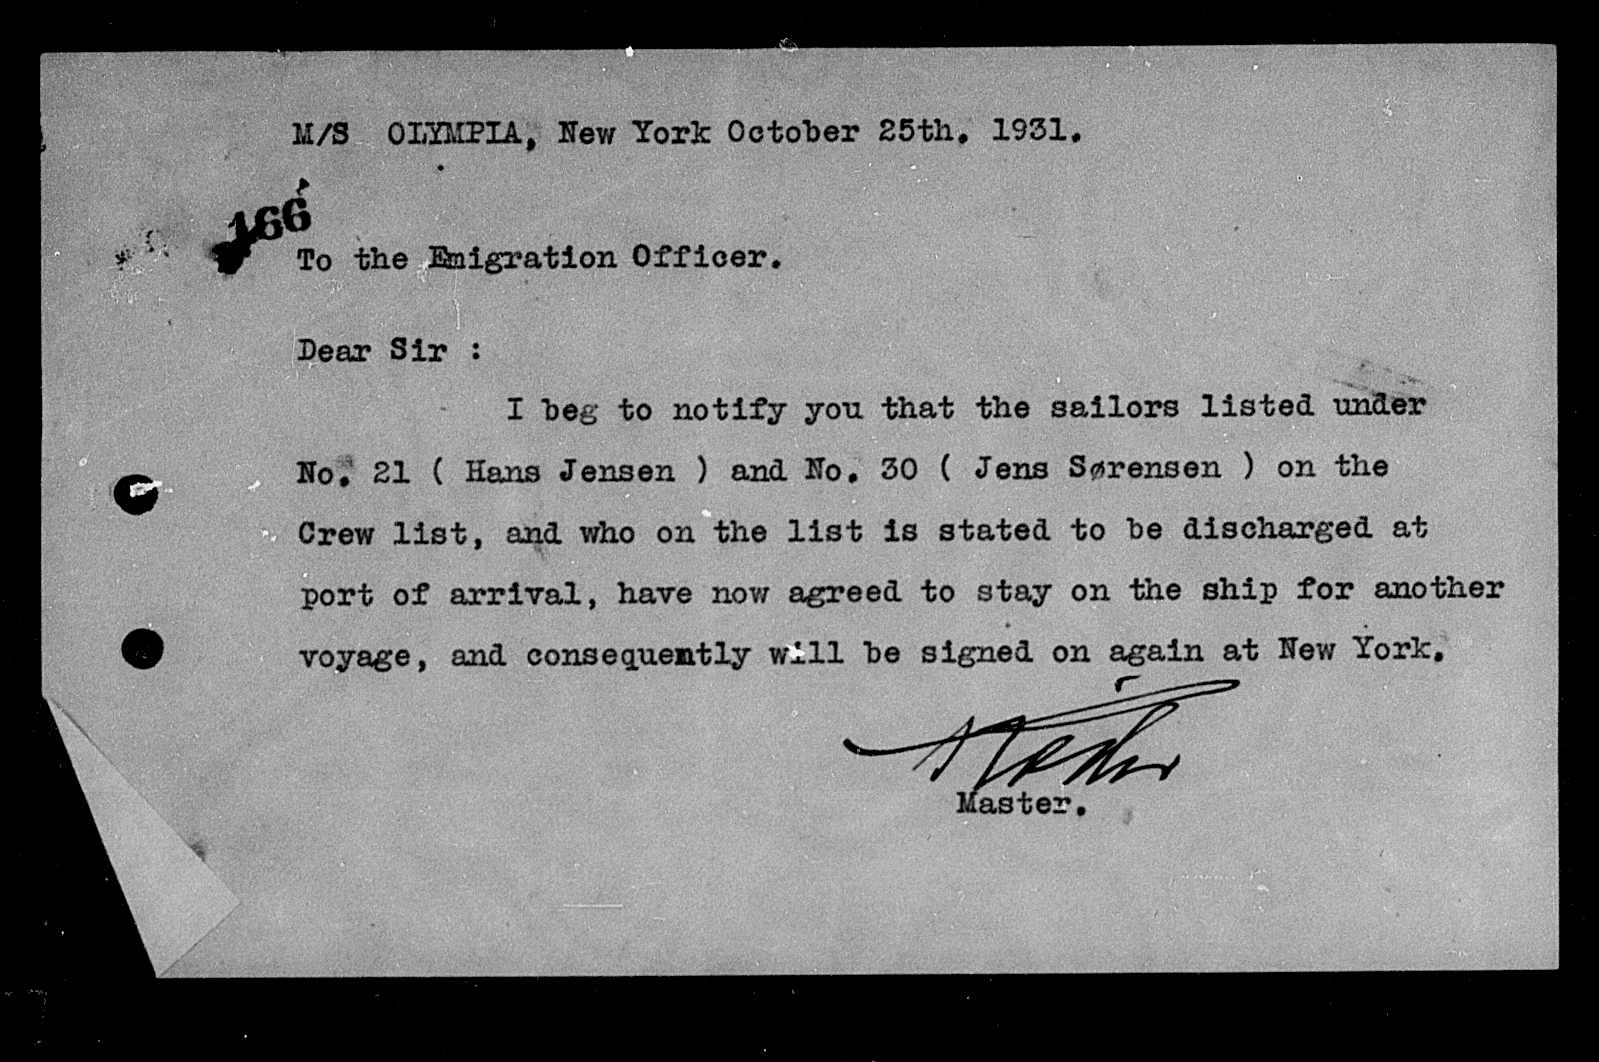 M/S OLYMPIA, New York October 25th. 1931.
166
To the Emigration Officer.
Dear Sir :
I beg to notify you that the sailors listed under
No. 21 ( Hans Jensen ) and No. 30 ( Jens Sørensen ) on the
Crew list, and who on the list is stated to be discharged at
port of arrival, have now agreed to stay on the ship for another
voyage, and consequently will be signed on again at New York.
Master.